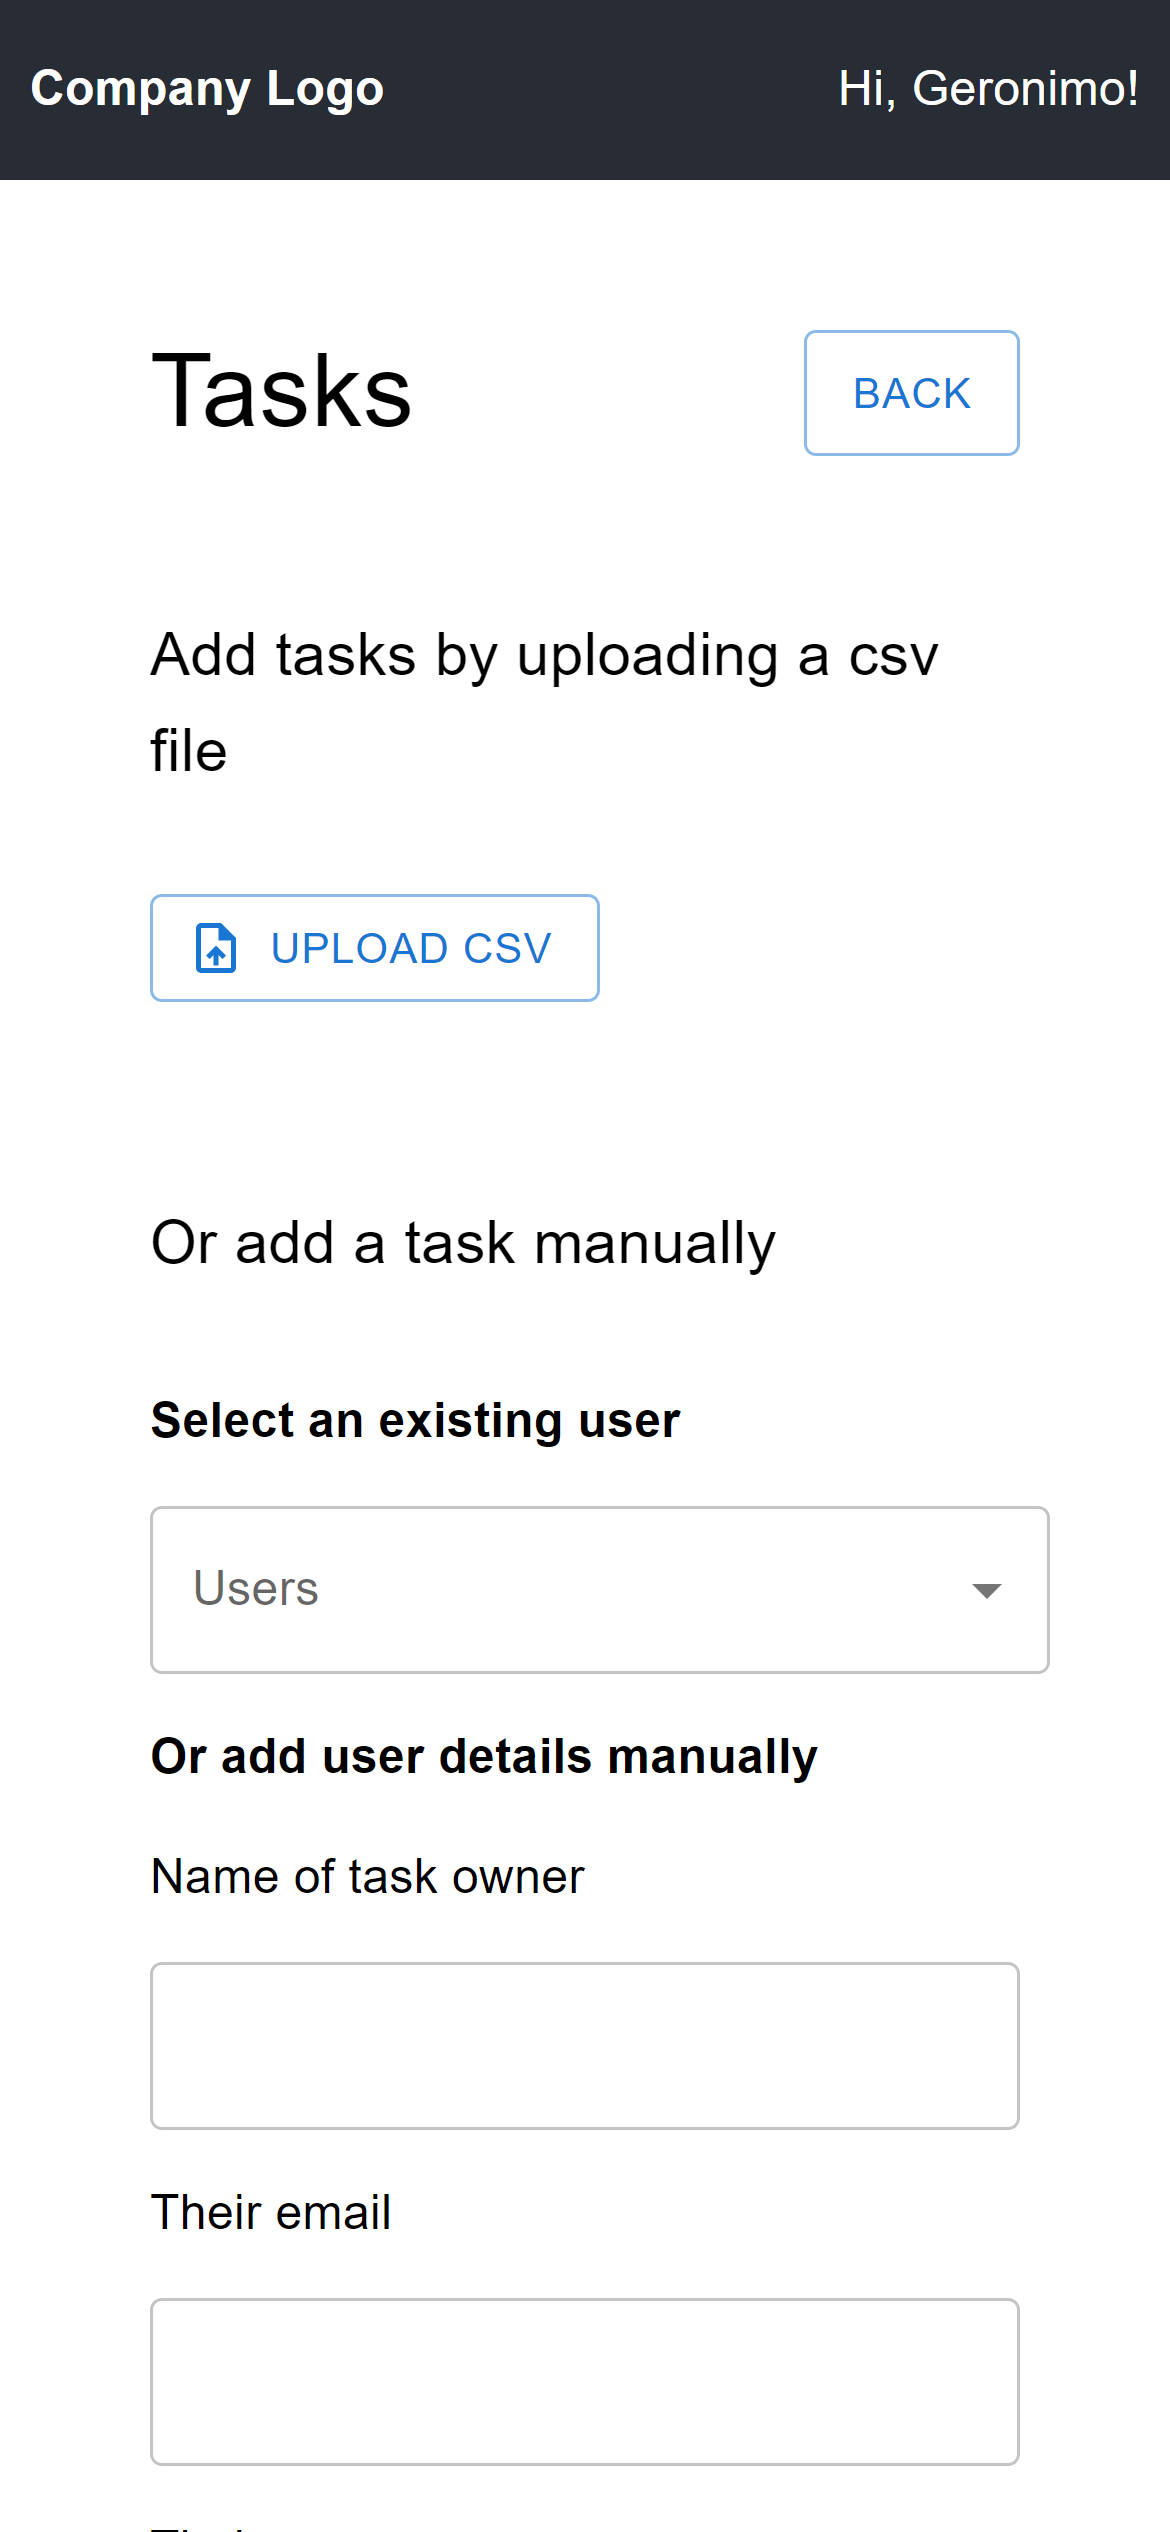 Company Logo
Hi, Geronimo!
Tasks
BACK
Add tasks by uploading a csv
file
UPLOAD CSV
Or add a task manually
Select an existing user
Users
Or add user details manually
Name of task owner
Their email